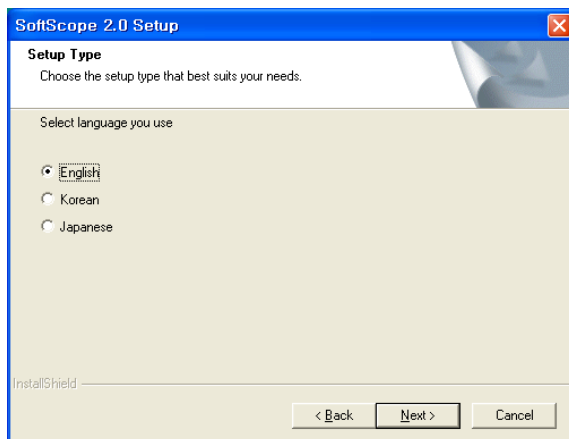 SoftScope 2.0 Setup
Setup Type
Choose the setup type that best suits your needs.
Select language you use
English
Korean
Japanese
InstallShield
< Back
Next >
Cancel